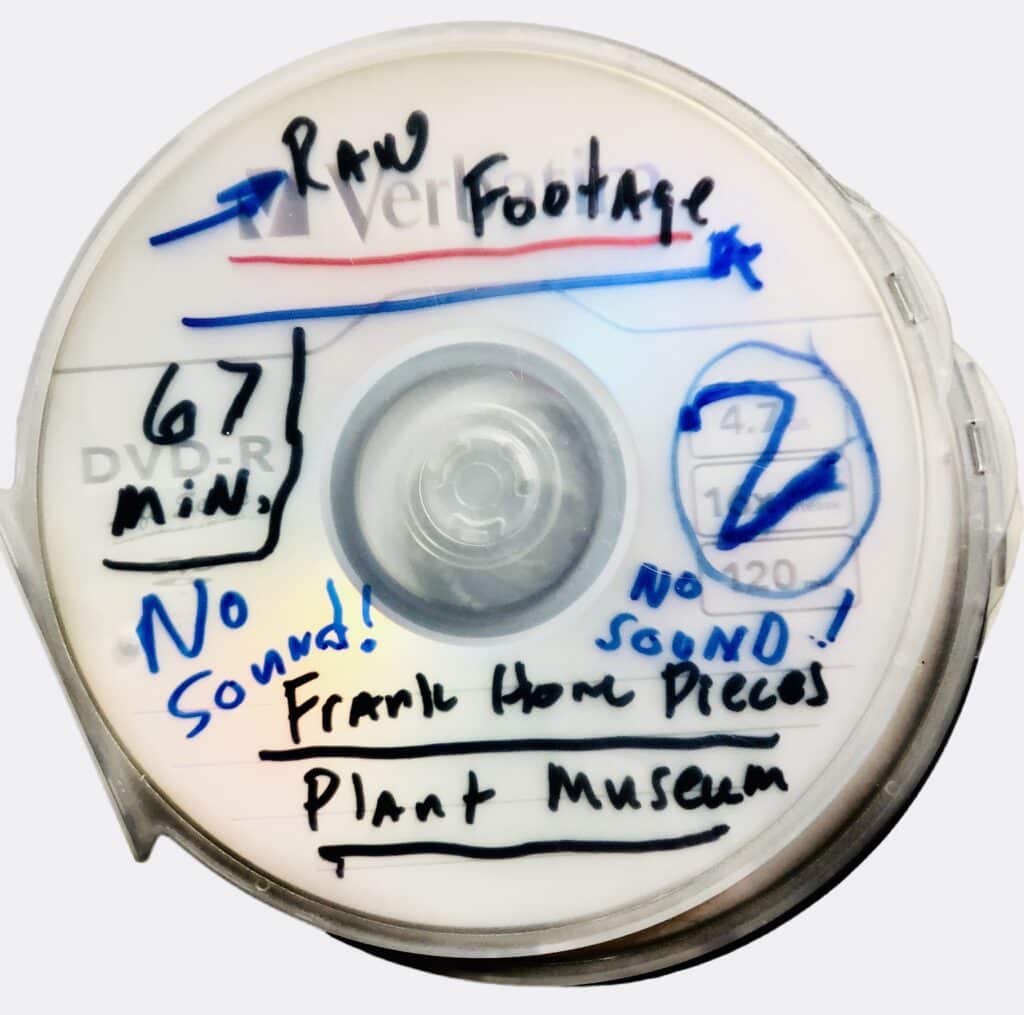 RAW Footage
Verbatim
67
min.
DVD-R
2
4.7
16x
120
No
Sound!
No
SOUND!
Frank Home Pieces
Plant Museum